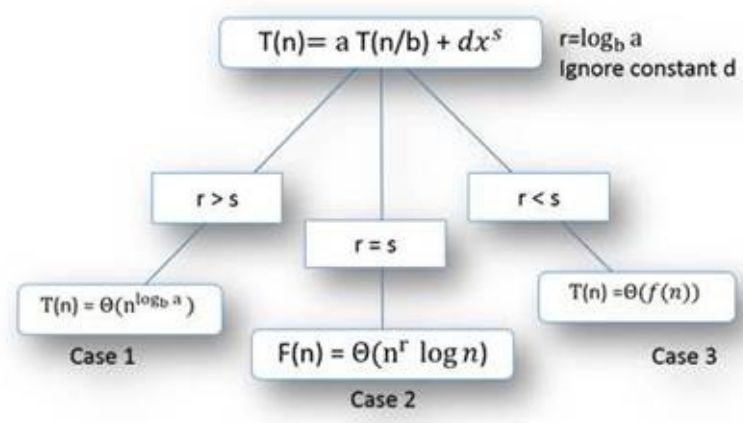 T(n)= a T(n/b) + dx^s
r=log_b a
Ignore constant d
r > s
r = s
r < s
T(n) = Θ(n^{log_b a})
T(n) =Θ(f(n))
Case 1
F(n) = Θ(n^r log n)
Case 3
Case 2